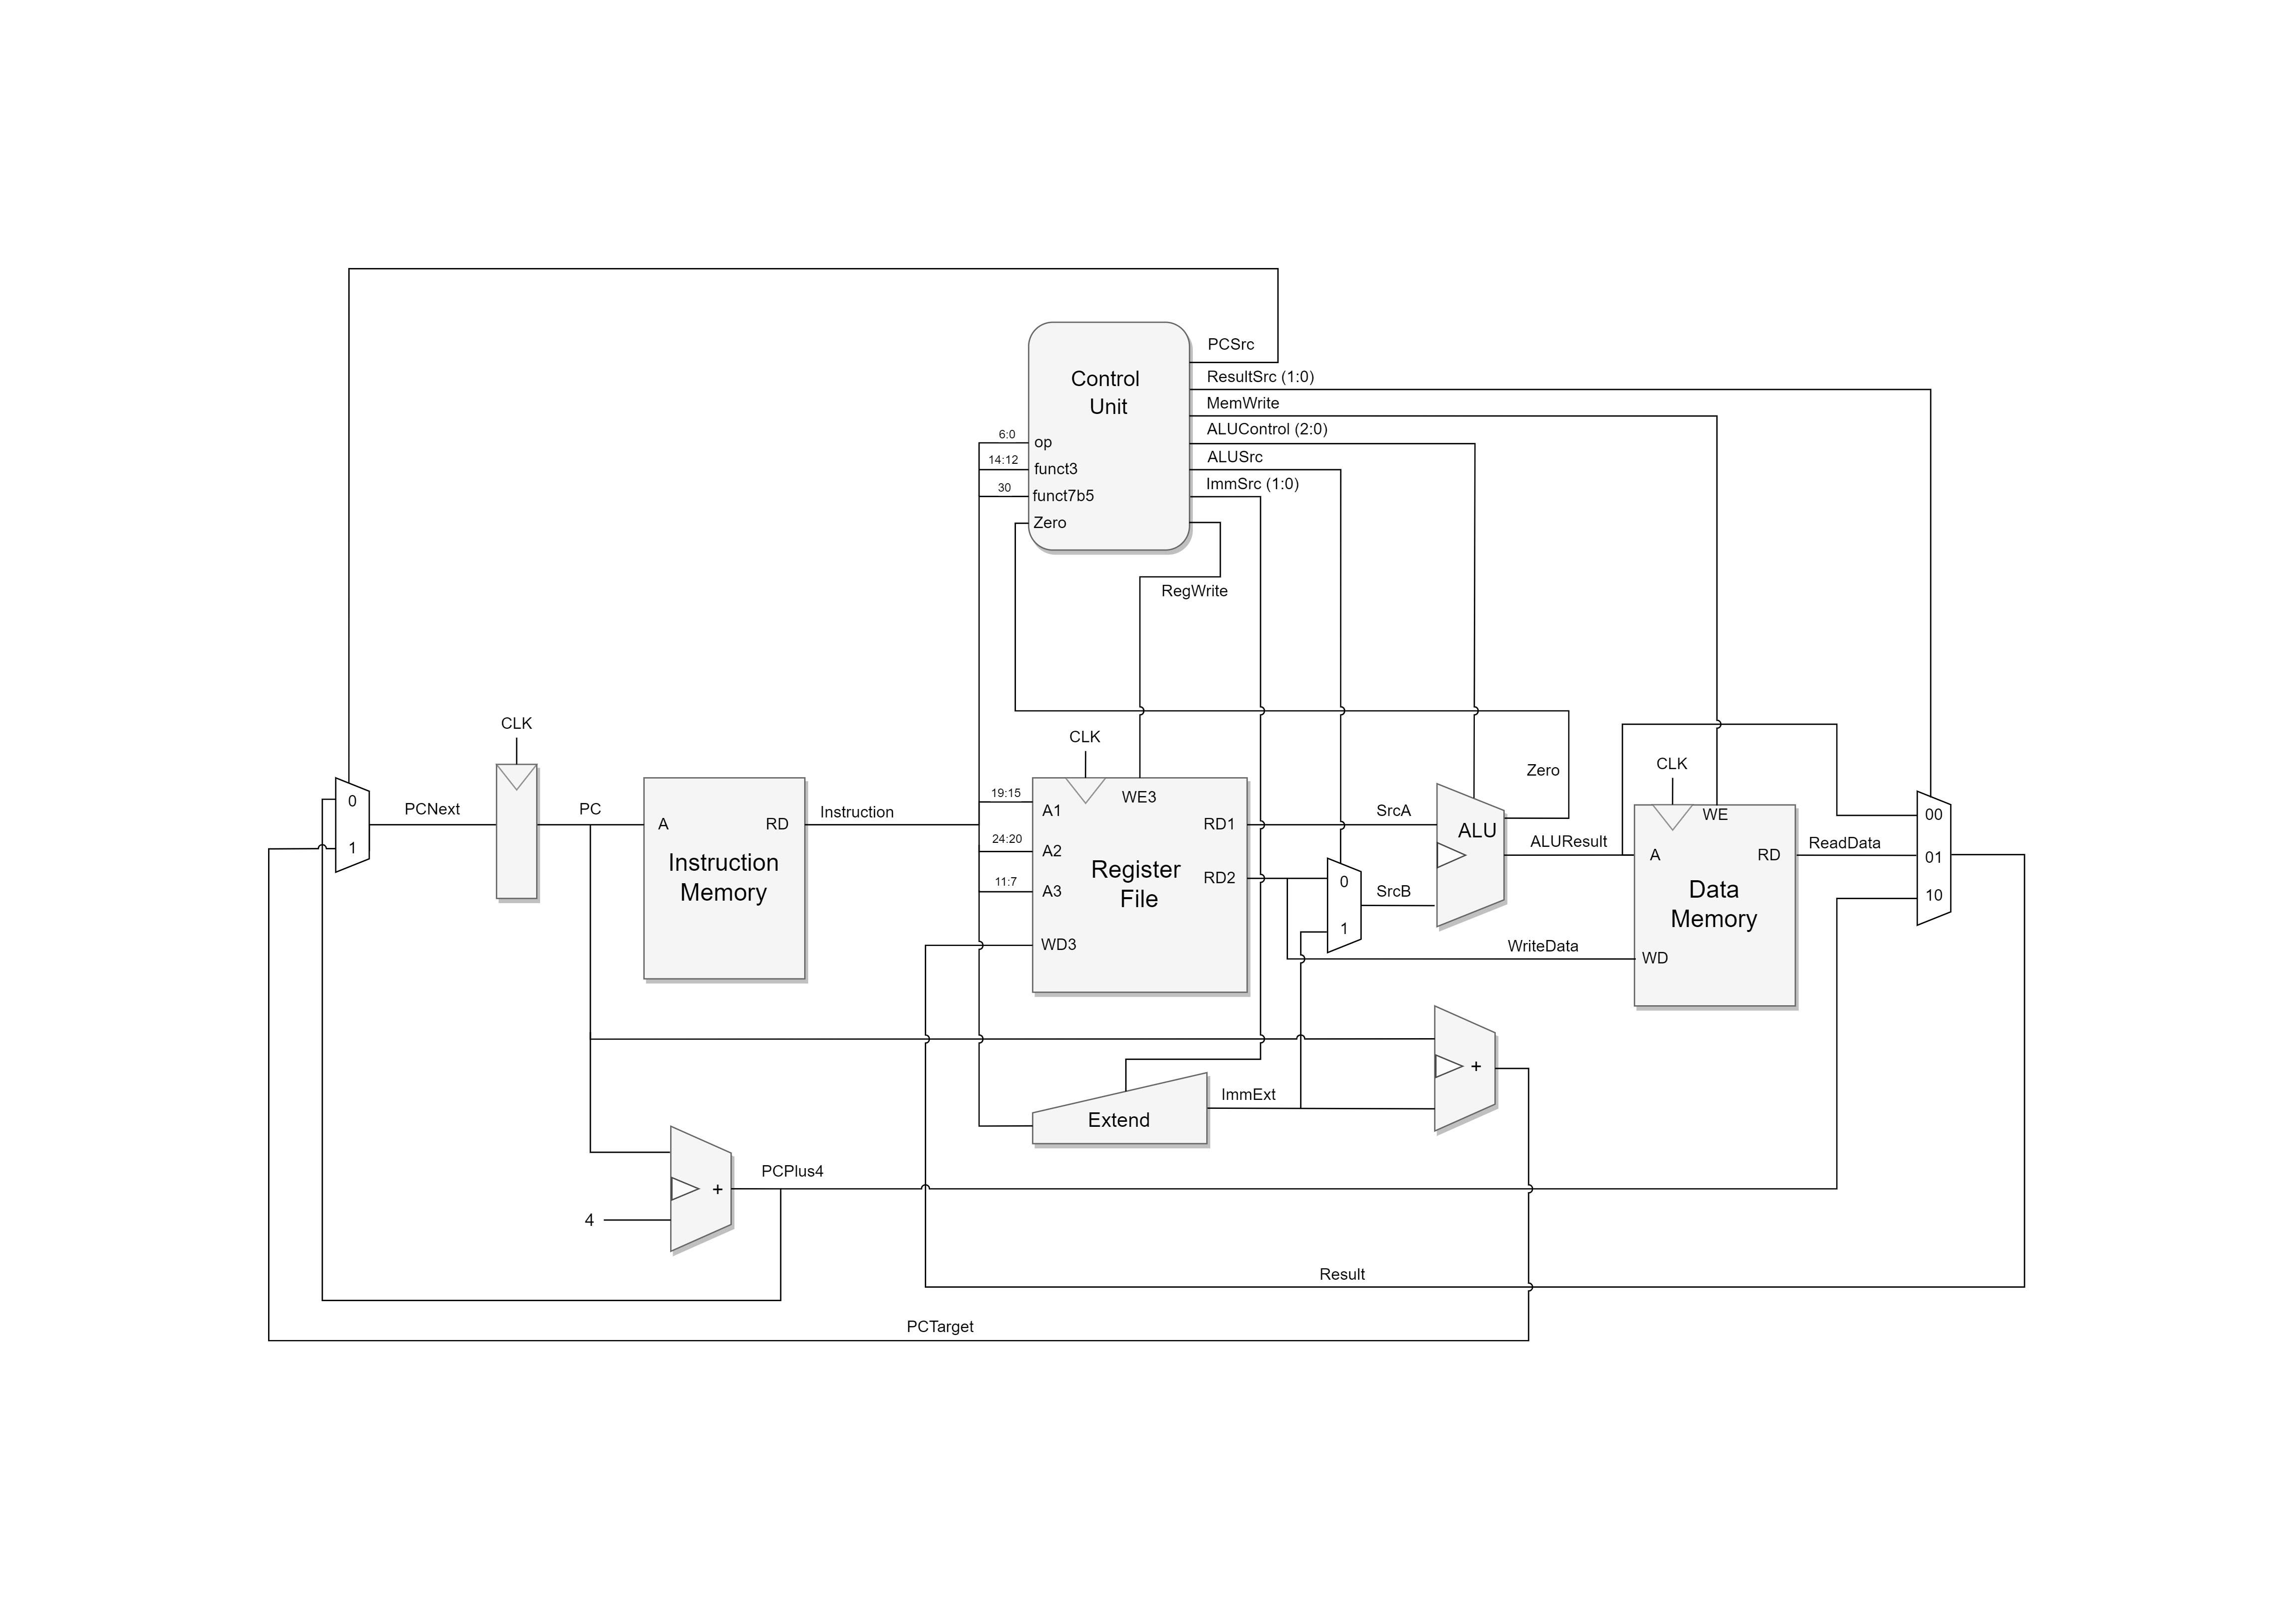 PCSrc
Control
Unit
ResultSrc (1:0)
MemWrite
ALUControl (2:0)
6:0
op
ALUSrc
14:12
funct3
ImmSrc (1:0)
30
funct7b5
Zero
RegWrite
CLK
CLK
CLK
Zero
0
1
PCNext
PC
A
RD
Instruction
Memory
Instruction
19:15
A1
WE3
24:20
A2
RD1
11:7
A3
RD2
Register
File
WD3
SrcA
0
1
SrcB
ALU
ALUResult
WriteData
WE
A
RD
Data
Memory
WD
ReadData
00
01
10
+
Extend
ImmExt
PCPlus4
+
4
Result
PCTarget